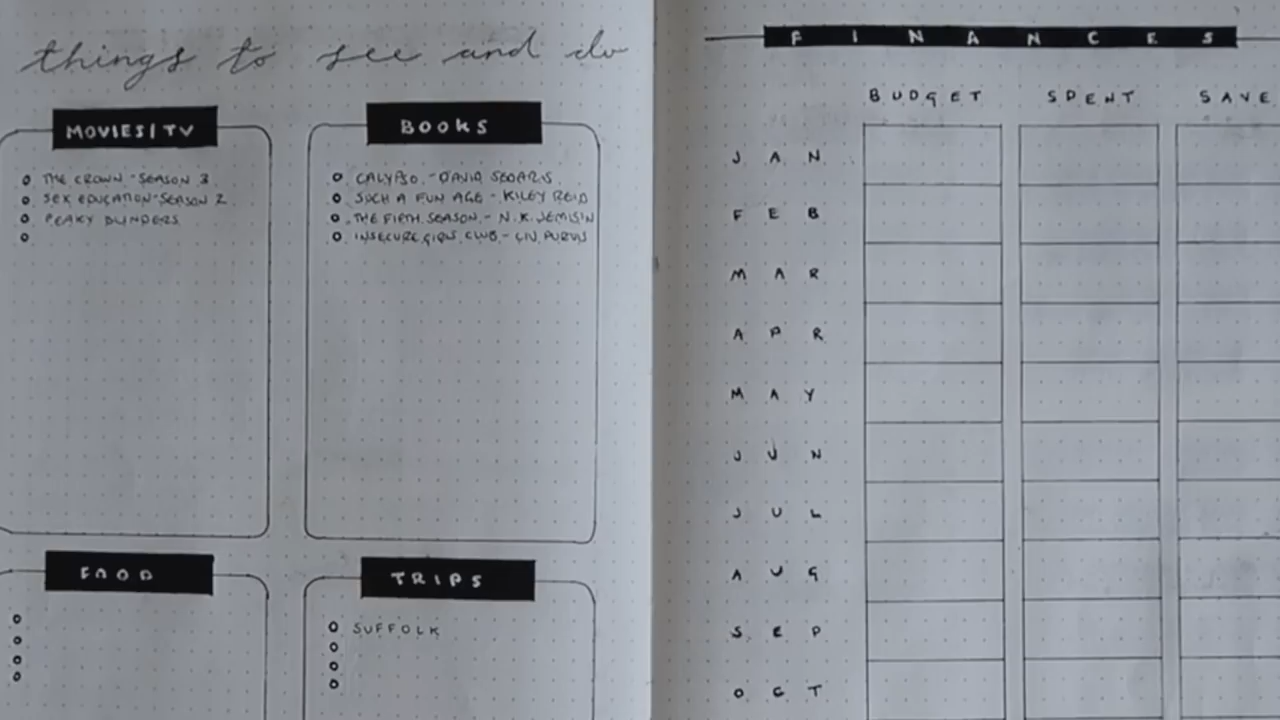 things to see and do
MOVIES/TV
THE CROWN - SEASON 3
SEX EDUCATION - SEASON 2
PEAKY BLINDERS
BOOKS
CALYPSO - DAVID SEDARIS
SUCH A FUN AGE - KILEY REID
THE FIFTH SEASON - N.K. JEMISIN
INSECURE GIRLS CLUB - LIV PURVIS
FOOD
TRIPS
SUFFOLK
FINANCES
BUDGET SPENT SAVE
JAN
FEB
MAR
APR
MAY
JUN
JUL
AUG
SEP
OCT